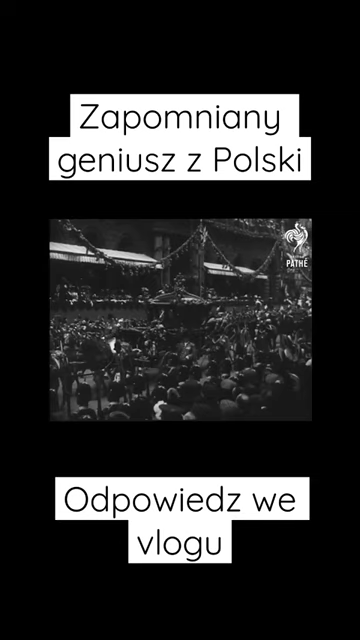 Zapomniany
geniusz z Polski
PATHÉ
Odpowiedz we
vlogu